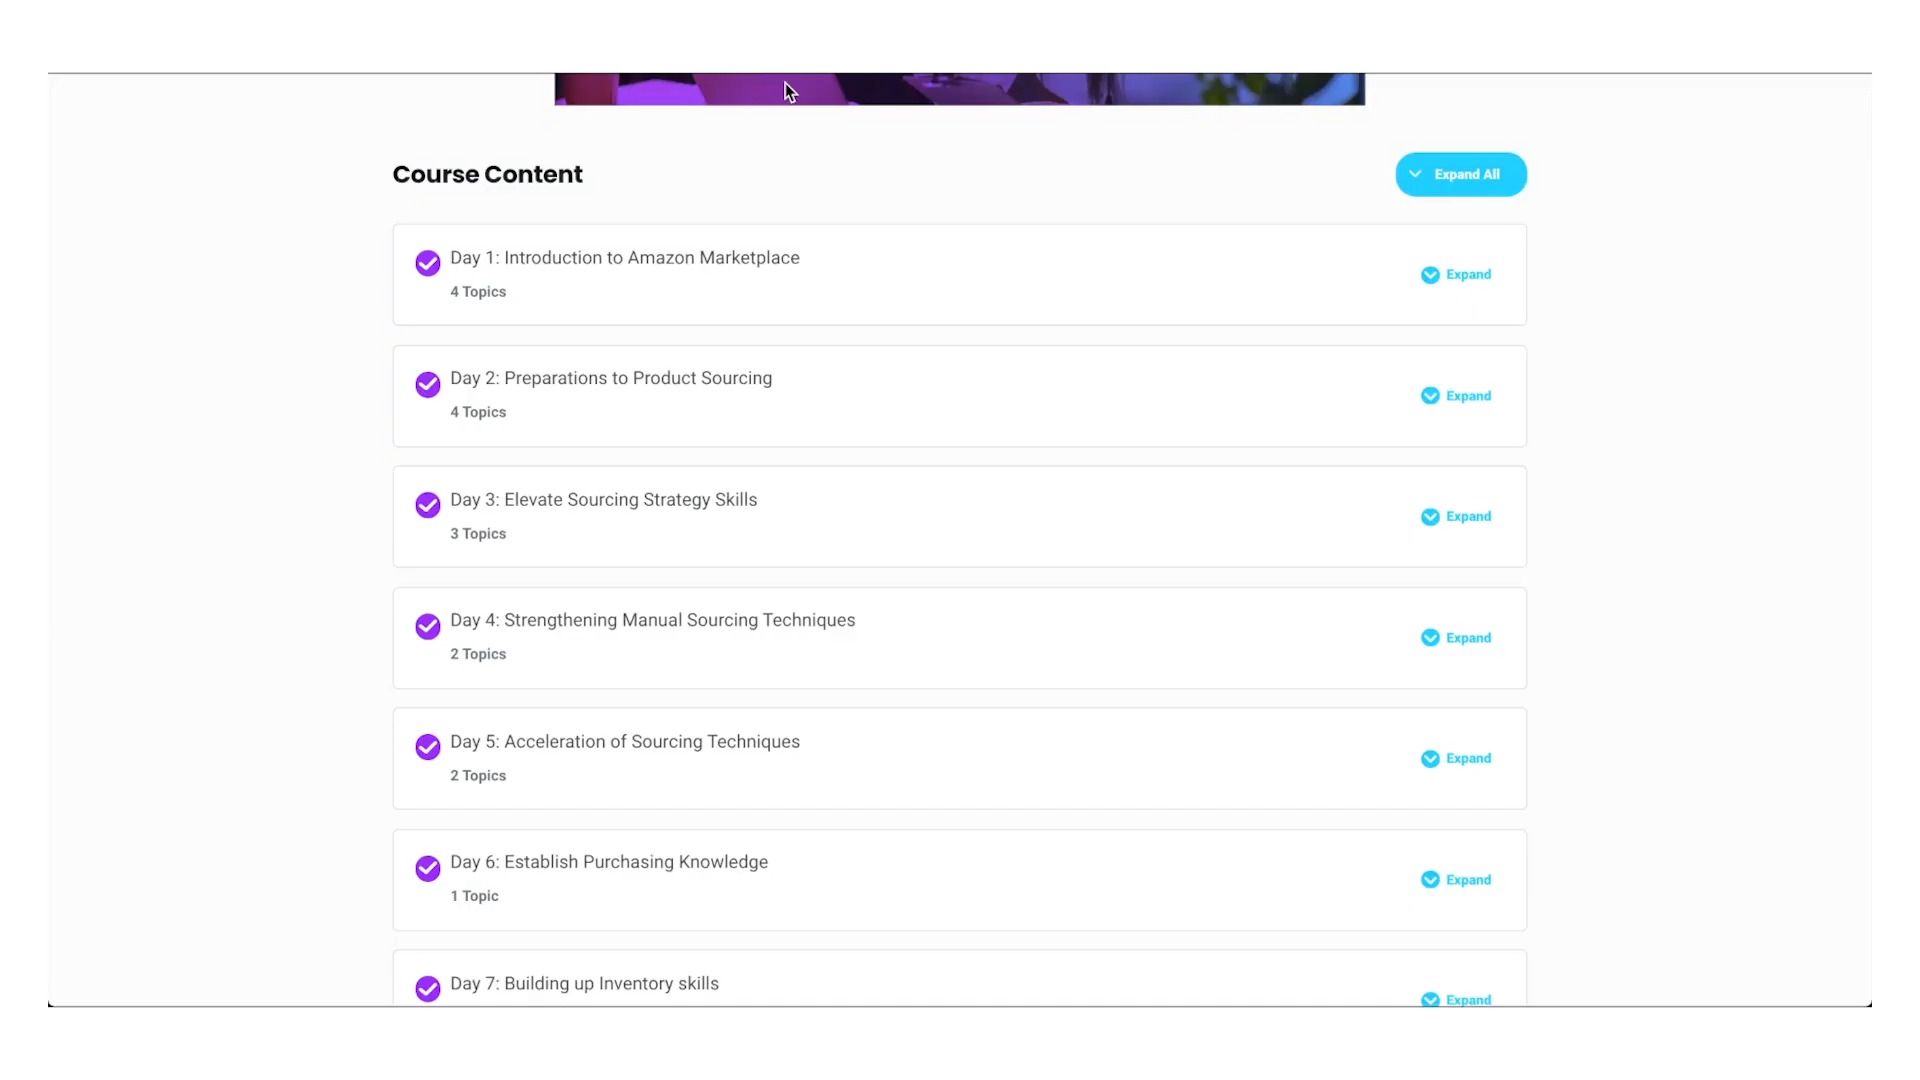 Course Content
Expand All
Day 1: Introduction to Amazon Marketplace
4 Topics
Expand
Day 2: Preparations to Product Sourcing
4 Topics
Expand
Day 3: Elevate Sourcing Strategy Skills
3 Topics
Expand
Day 4: Strengthening Manual Sourcing Techniques
2 Topics
Expand
Day 5: Acceleration of Sourcing Techniques
2 Topics
Expand
Day 6: Establish Purchasing Knowledge
1 Topic
Expand
Day 7: Building up Inventory skills
Expand